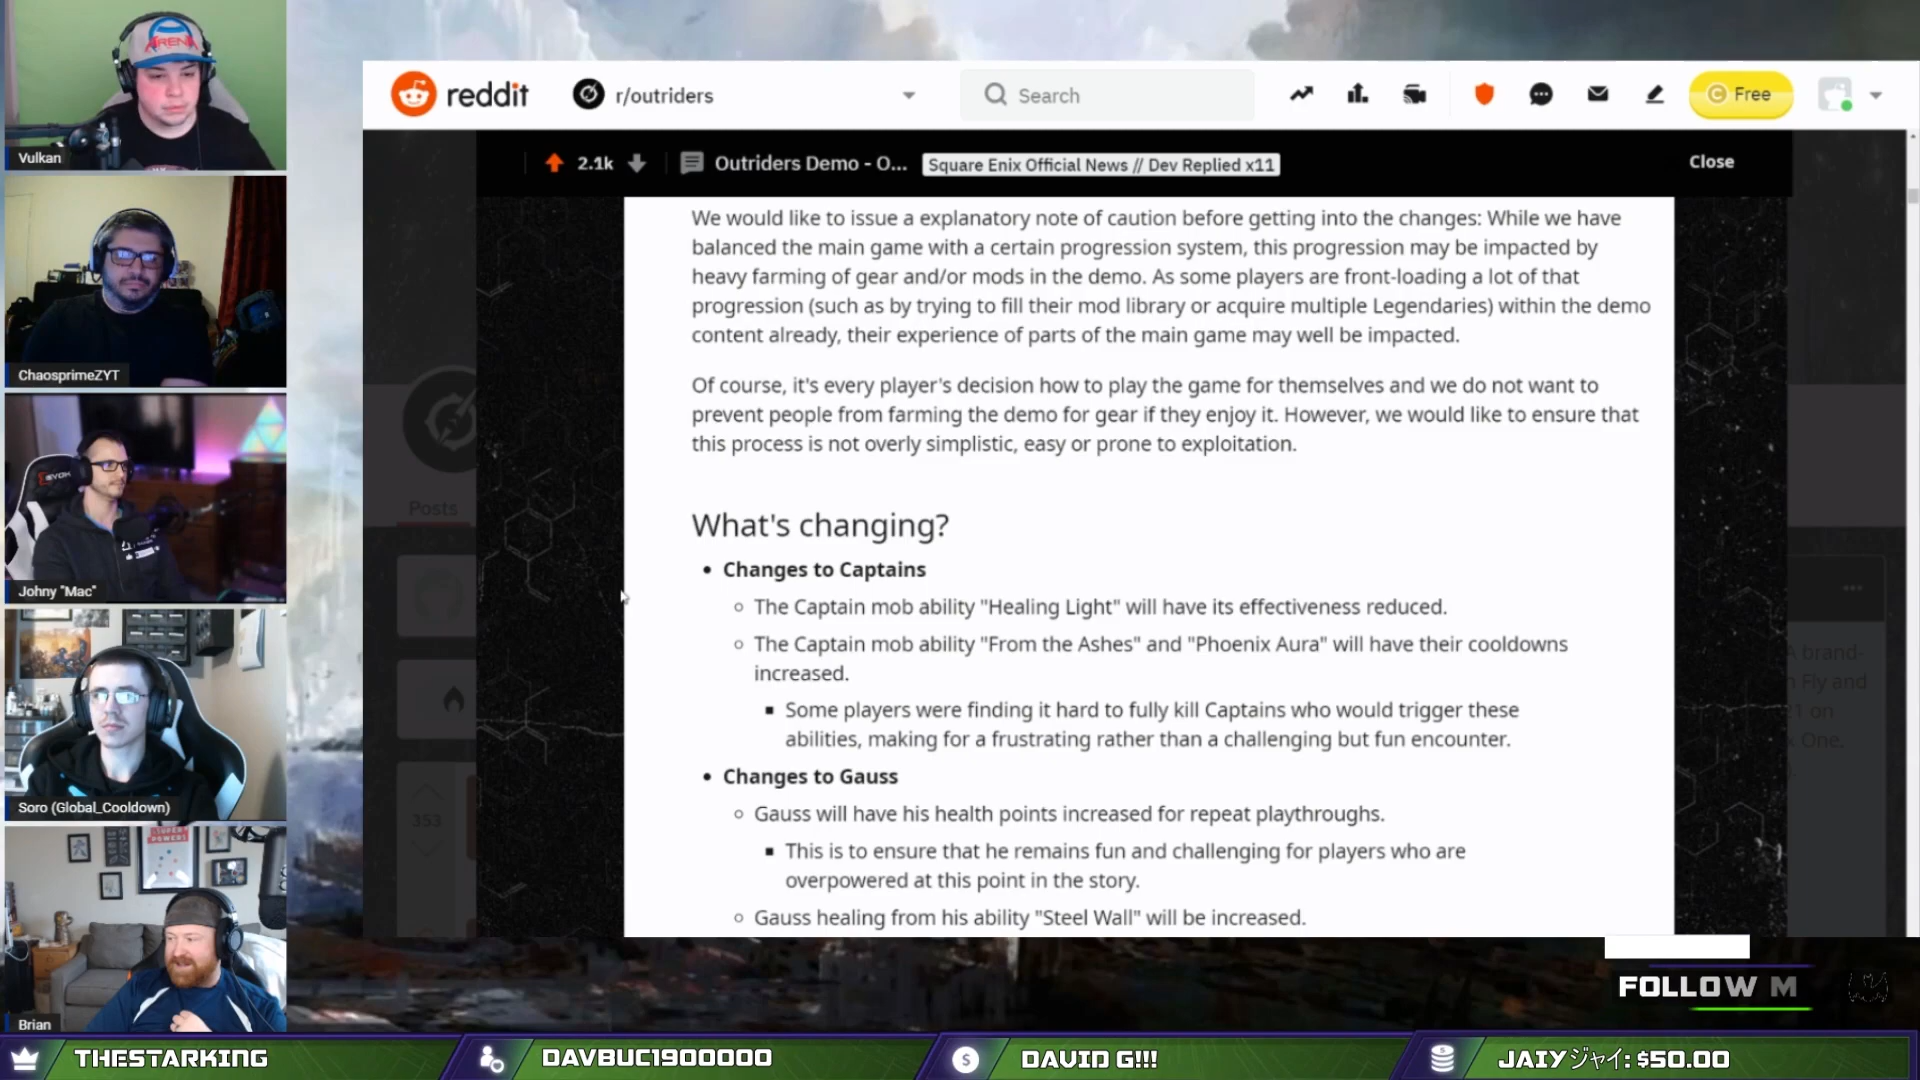 ARENA
Vulkan
ChaosprimeZYT
Johny "Mac"
Soro (Global_Cooldown)
Brian
reddit
r/outriders
Search
Free
2.1k
Outriders Demo - O...
Square Enix Official News // Dev Replied x11
Close
Posts
353
We would like to issue a explanatory note of caution before getting into the changes: While we have
balanced the main game with a certain progression system, this progression may be impacted by
heavy farming of gear and/or mods in the demo. As some players are front-loading a lot of that
progression (such as by trying to fill their mod library or acquire multiple Legendaries) within the demo
content already, their experience of parts of the main game may well be impacted.
Of course, it's every player's decision how to play the game for themselves and we do not want to
prevent people from farming the demo for gear if they enjoy it. However, we would like to ensure that
this process is not overly simplistic, easy or prone to exploitation.
What's changing?
• Changes to Captains
○ The Captain mob ability "Healing Light" will have its effectiveness reduced.
○ The Captain mob ability "From the Ashes" and "Phoenix Aura" will have their cooldowns
increased.
▪ Some players were finding it hard to fully kill Captains who would trigger these
abilities, making for a frustrating rather than a challenging but fun encounter.
• Changes to Gauss
○ Gauss will have his health points increased for repeat playthroughs.
▪ This is to ensure that he remains fun and challenging for players who are
overpowered at this point in the story.
○ Gauss healing from his ability "Steel Wall" will be increased.
A brand-
Fly and
on
One.
FOLLOW M
THESTARKING
DAVBUC1900000
DAVID G!!!
JAIYジャイ: $50.00